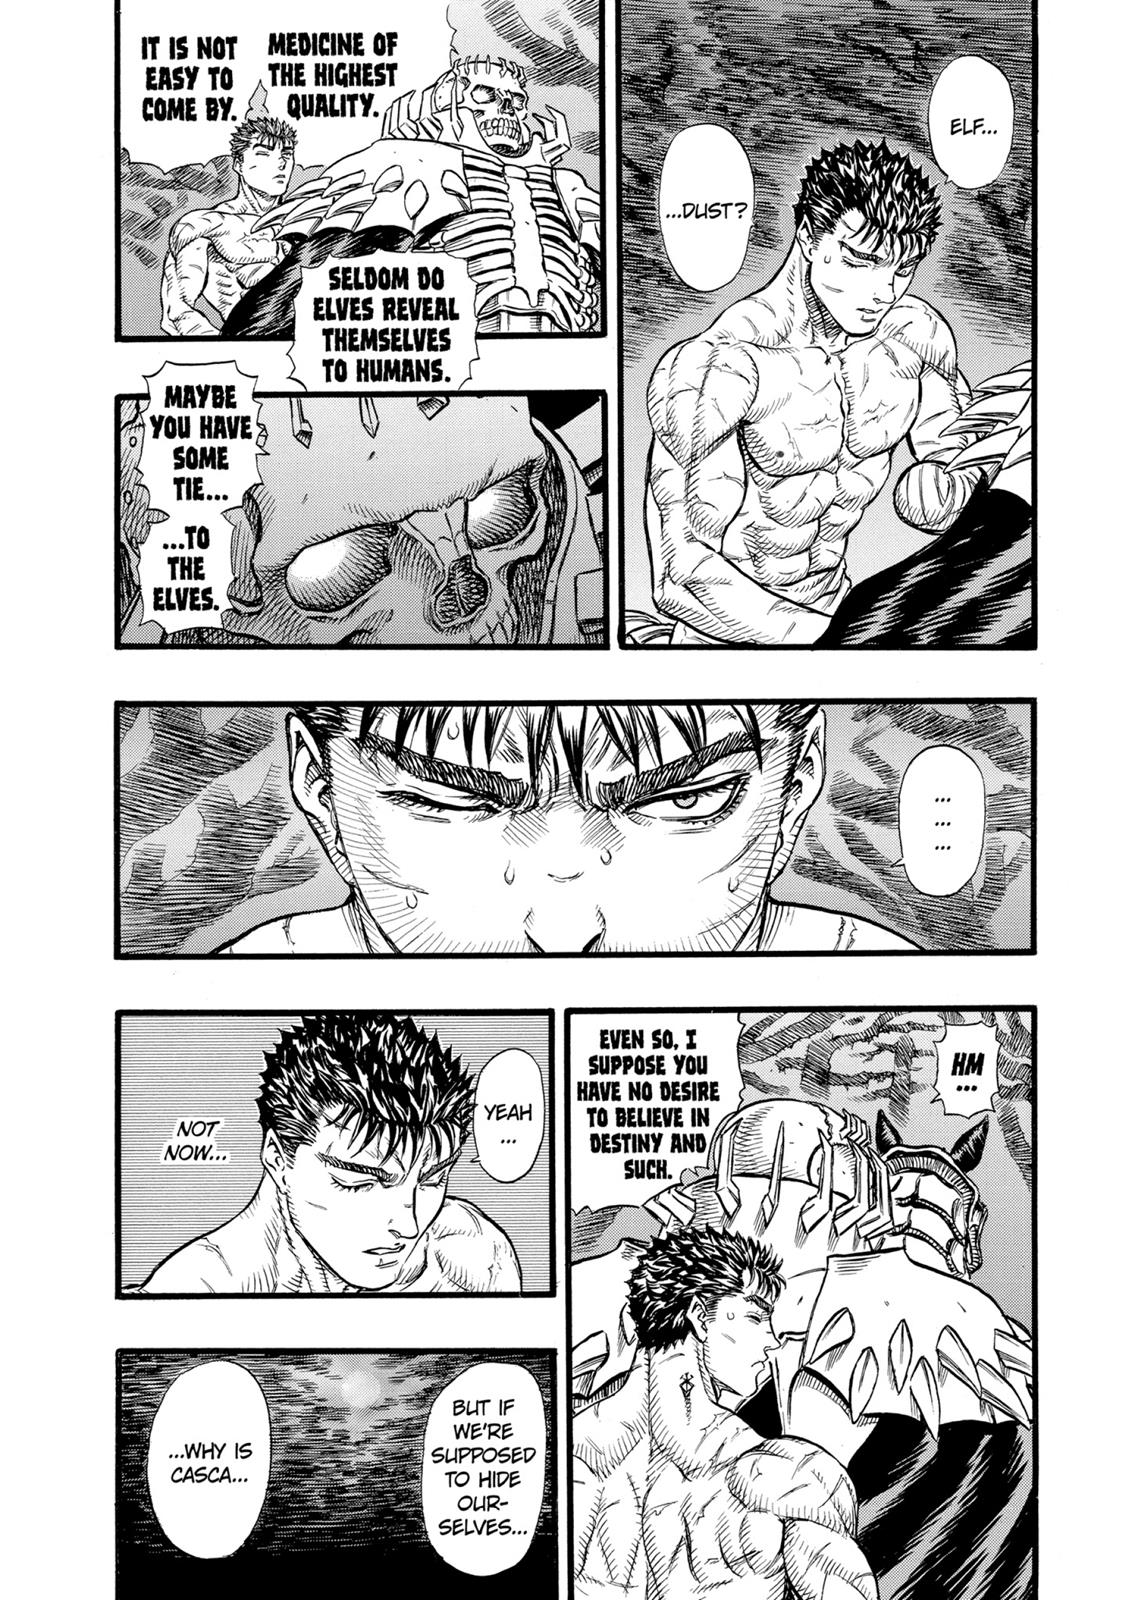 ELF...
...DUST?
MEDICINE OF
THE HIGHEST
QUALITY.
IT IS NOT
EASY TO
COME BY.
SELDOM DO
ELVES REVEAL
THEMSELVES
TO HUMANS.
MAYBE
YOU HAVE
SOME
TIE...
...TO
THE
ELVES.
...
...
...
HM
...
EVEN SO, I
SUPPOSE YOU
HAVE NO DESIRE
TO BELIEVE IN
DESTINY AND
SUCH.
YEAH
...
NOT
NOW...
BUT IF
WE'RE
SUPPOSED
TO HIDE
OUR-
SELVES...
...WHY IS
CASCA...